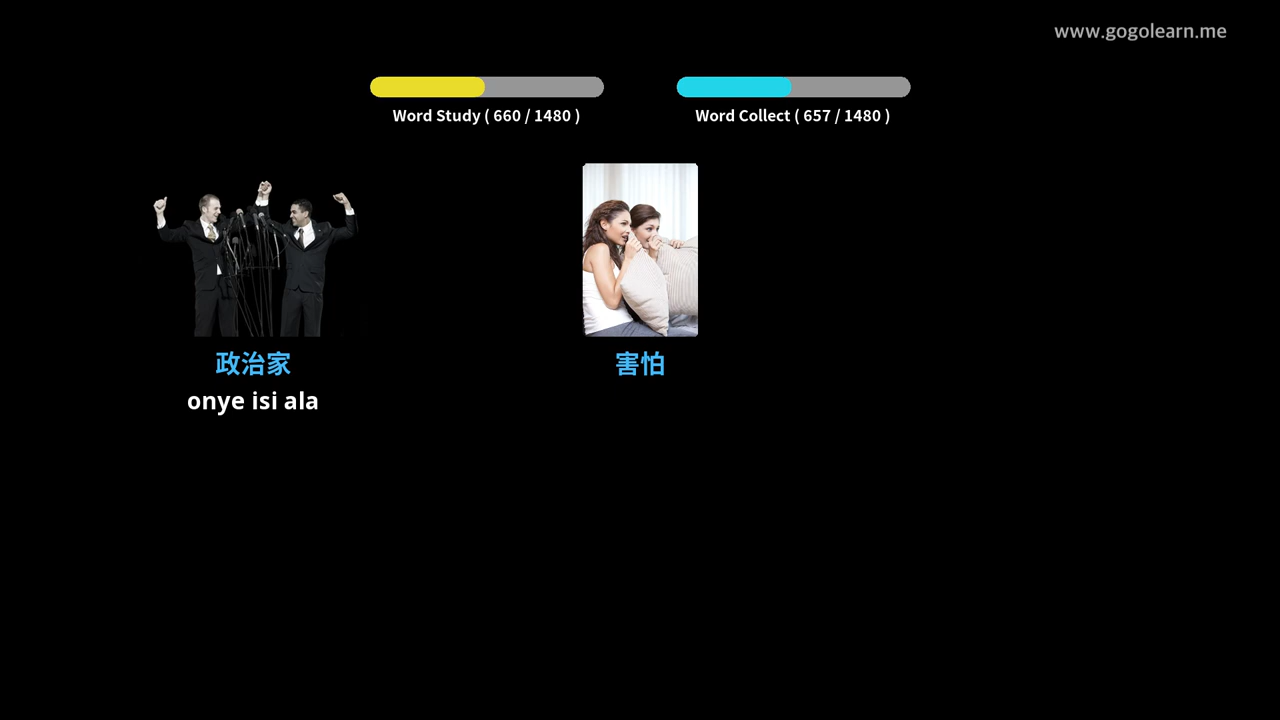 www.gogolearn.me
Word Study ( 660 / 1480 )
Word Collect ( 657 / 1480 )
政治家
onye isi ala
害怕